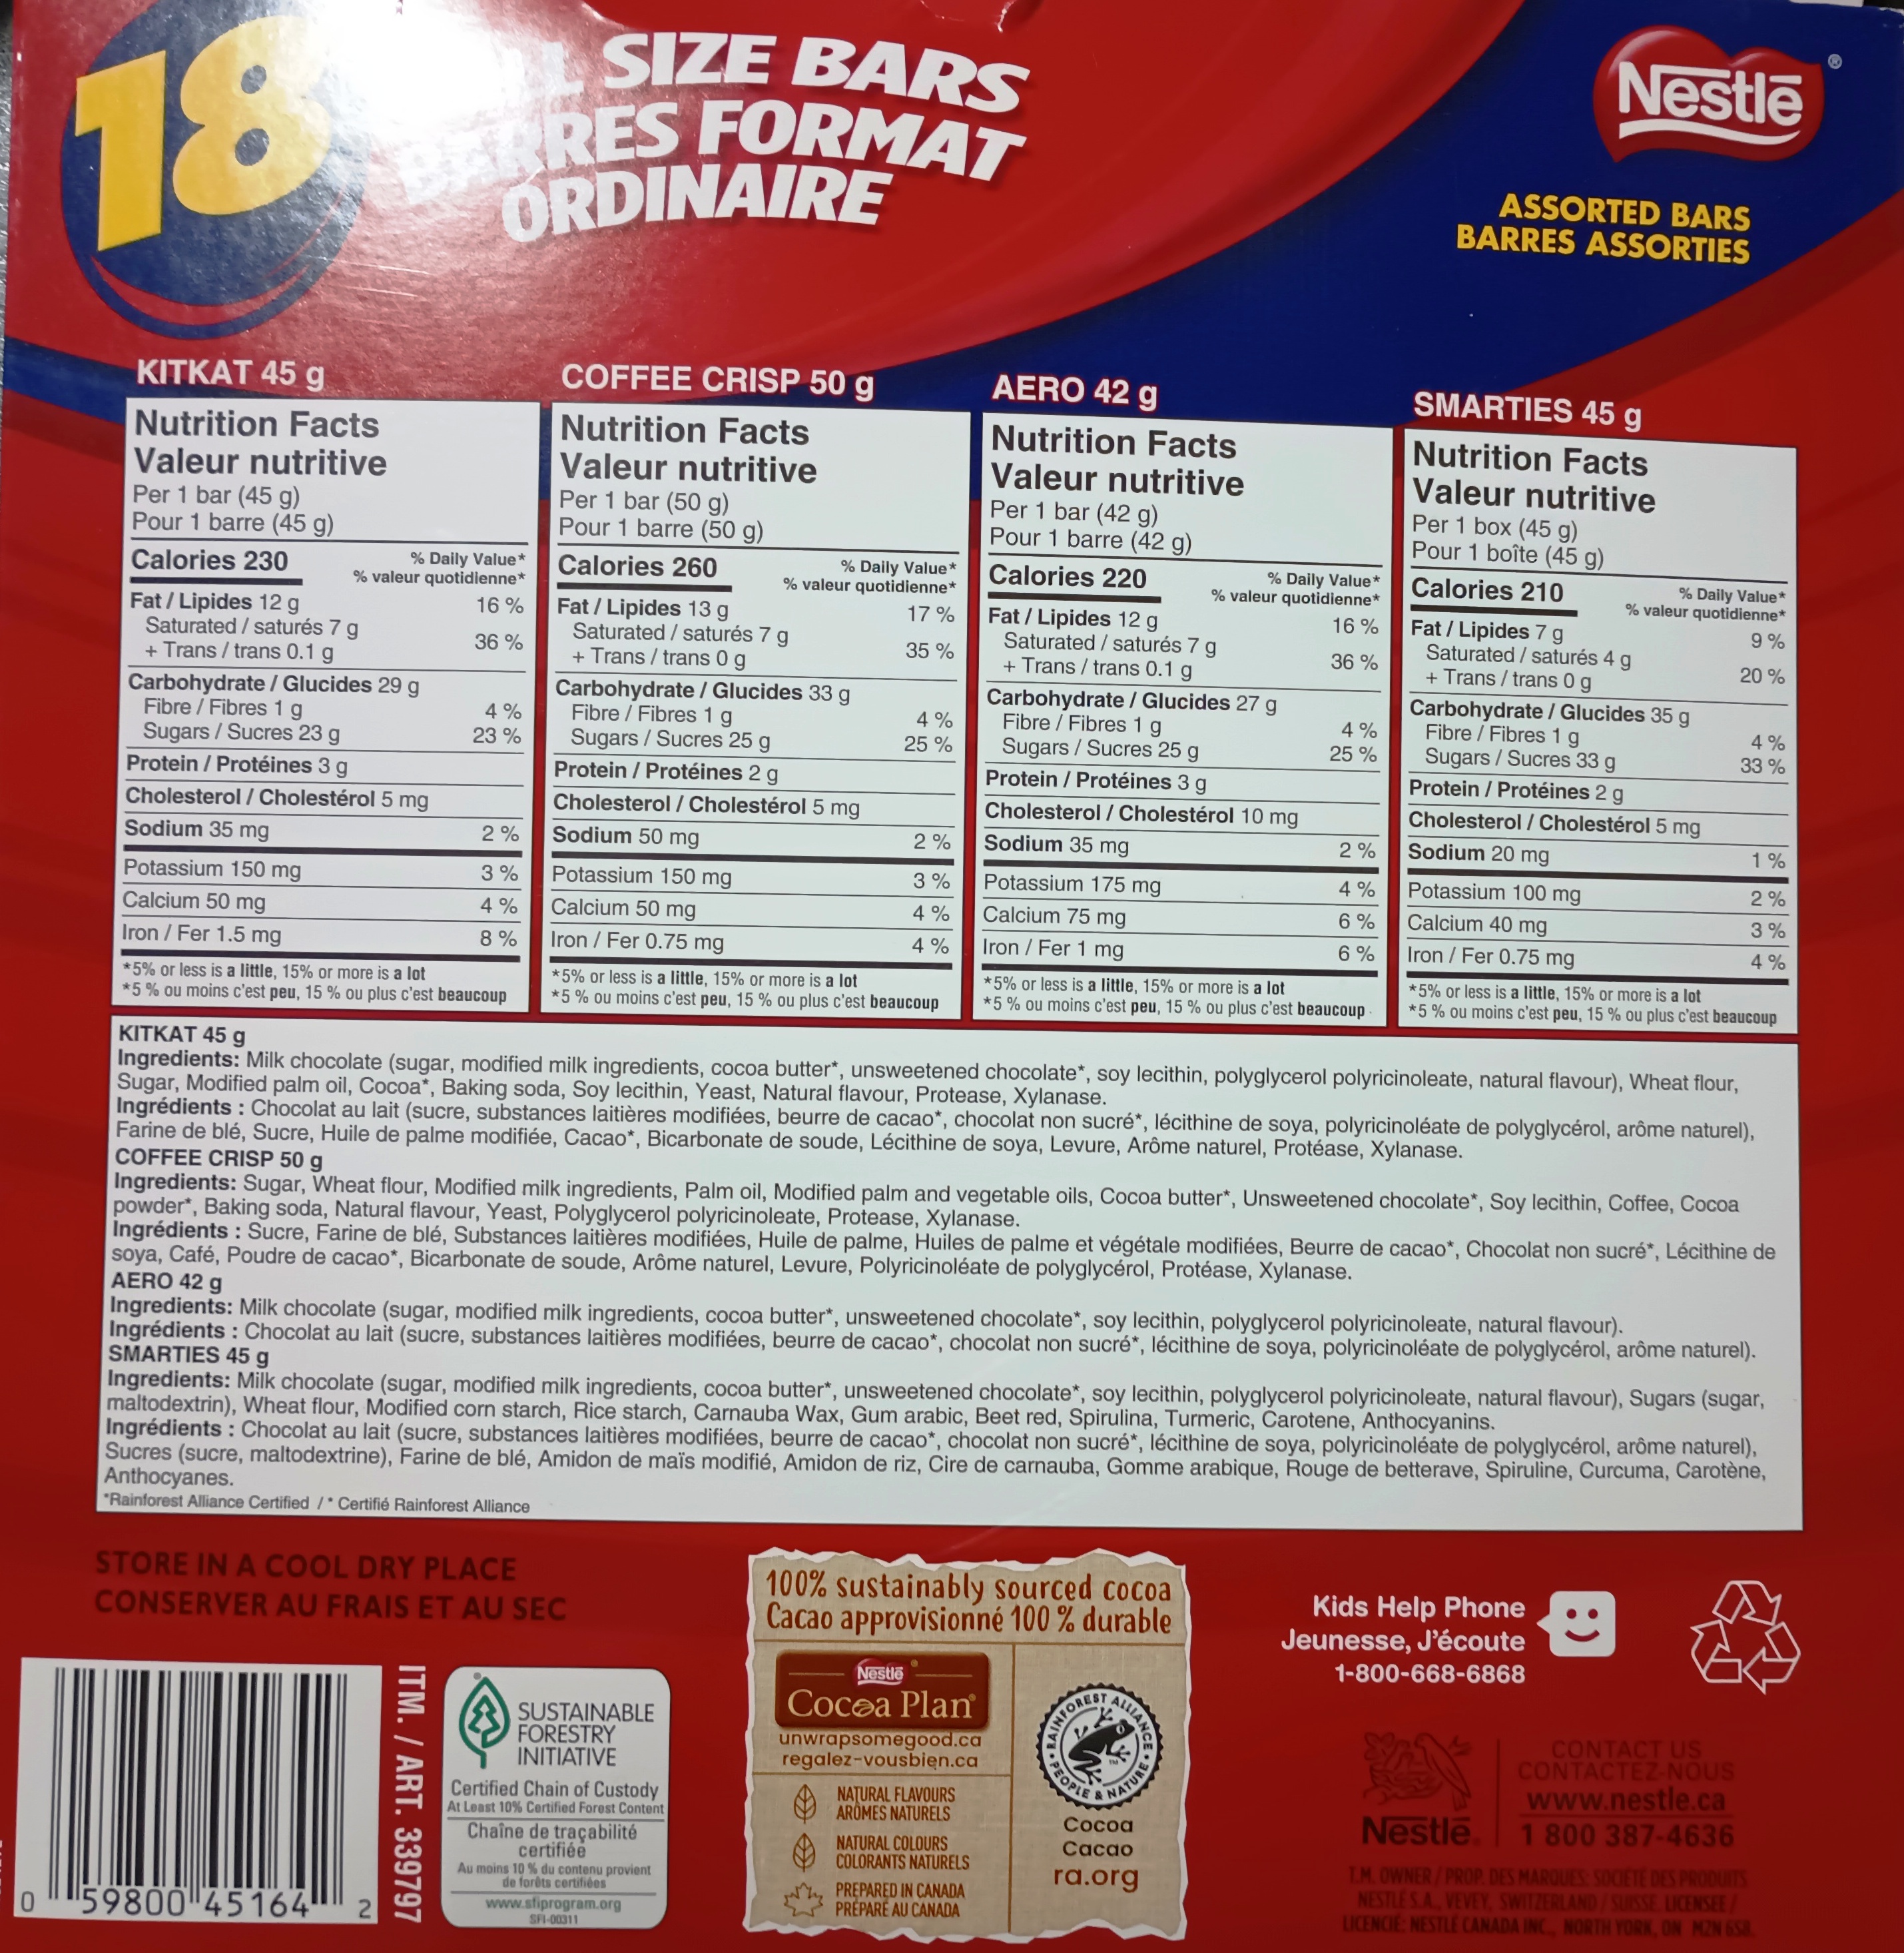 18
SIZE BARS
BARRES FORMAT
ORDINAIRE
Nestlé®
ASSORTED BARS
BARRES ASSORTIES
KITKAT 45 g
Nutrition Facts
Valeur nutritive
Per 1 bar (45 g)
Pour 1 barre (45 g)
Calories 230
% Daily Value*
% valeur quotidienne*
Fat / Lipides 12 g 16 %
Saturated / saturés 7 g
+ Trans / trans 0.1 g 36 %
Carbohydrate / Glucides 29 g
Fibre / Fibres 1 g 4 %
Sugars / Sucres 23 g 23 %
Protein / Protéines 3 g
Cholesterol / Cholestérol 5 mg
Sodium 35 mg 2 %
Potassium 150 mg 3 %
Calcium 50 mg 4 %
Iron / Fer 1.5 mg 8 %
*5% or less is a little, 15% or more is a lot
*5 % ou moins c'est peu, 15 % ou plus c'est beaucoup
COFFEE CRISP 50 g
Nutrition Facts
Valeur nutritive
Per 1 bar (50 g)
Pour 1 barre (50 g)
Calories 260
% Daily Value*
% valeur quotidienne*
Fat / Lipides 13 g 17 %
Saturated / saturés 7 g
+ Trans / trans 0 g 35 %
Carbohydrate / Glucides 33 g
Fibre / Fibres 1 g 4 %
Sugars / Sucres 25 g 25 %
Protein / Protéines 2 g
Cholesterol / Cholestérol 5 mg
Sodium 50 mg 2 %
Potassium 150 mg 3 %
Calcium 50 mg 4 %
Iron / Fer 0.75 mg 4 %
*5% or less is a little, 15% or more is a lot
*5 % ou moins c'est peu, 15 % ou plus c'est beaucoup
AERO 42 g
Nutrition Facts
Valeur nutritive
Per 1 bar (42 g)
Pour 1 barre (42 g)
Calories 220
% Daily Value*
% valeur quotidienne*
Fat / Lipides 12 g 16 %
Saturated / saturés 7 g
+ Trans / trans 0.1 g 36 %
Carbohydrate / Glucides 27 g
Fibre / Fibres 1 g 4 %
Sugars / Sucres 25 g 25 %
Protein / Protéines 3 g
Cholesterol / Cholestérol 10 mg
Sodium 35 mg 2 %
Potassium 175 mg 4 %
Calcium 75 mg 6 %
Iron / Fer 1 mg 6 %
*5% or less is a little, 15% or more is a lot
*5 % ou moins c'est peu, 15 % ou plus c'est beaucoup
SMARTIES 45 g
Nutrition Facts
Valeur nutritive
Per 1 box (45 g)
Pour 1 boîte (45 g)
Calories 210
% Daily Value*
% valeur quotidienne*
Fat / Lipides 7 g 9 %
Saturated / saturés 4 g
+ Trans / trans 0 g 20 %
Carbohydrate / Glucides 35 g
Fibre / Fibres 1 g 4 %
Sugars / Sucres 33 g 33 %
Protein / Protéines 2 g
Cholesterol / Cholestérol 5 mg
Sodium 20 mg 1 %
Potassium 100 mg 2 %
Calcium 40 mg 3 %
Iron / Fer 0.75 mg 4 %
*5% or less is a little, 15% or more is a lot
*5 % ou moins c'est peu, 15 % ou plus c'est beaucoup
KITKAT 45 g
Ingredients: Milk chocolate (sugar, modified milk ingredients, cocoa butter*, unsweetened chocolate*, soy lecithin, polyglycerol polyricinoleate, natural flavour), Wheat flour,
Sugar, Modified palm oil, Cocoa*, Baking soda, Soy lecithin, Yeast, Natural flavour, Protease, Xylanase.
Ingrédients : Chocolat au lait (sucre, substances laitières modifiées, beurre de cacao*, chocolat non sucré*, lécithine de soya, polyricinoléate de polyglycérol, arôme naturel),
Farine de blé, Sucre, Huile de palme modifiée, Cacao*, Bicarbonate de soude, Lécithine de soya, Levure, Arôme naturel, Protéase, Xylanase.
COFFEE CRISP 50 g
Ingredients: Sugar, Wheat flour, Modified milk ingredients, Palm oil, Modified palm and vegetable oils, Cocoa butter*, Unsweetened chocolate*, Soy lecithin, Coffee, Cocoa
powder*, Baking soda, Natural flavour, Yeast, Polyglycerol polyricinoleate, Protease, Xylanase.
Ingrédients : Sucre, Farine de blé, Substances laitières modifiées, Huile de palme, Huiles de palme et végétale modifiées, Beurre de cacao*, Chocolat non sucré*, Lécithine de
soya, Café, Poudre de cacao*, Bicarbonate de soude, Arôme naturel, Levure, Polyricinoléate de polyglycérol, Protéase, Xylanase.
AERO 42 g
Ingredients: Milk chocolate (sugar, modified milk ingredients, cocoa butter*, unsweetened chocolate*, soy lecithin, polyglycerol polyricinoleate, natural flavour).
Ingrédients : Chocolat au lait (sucre, substances laitières modifiées, beurre de cacao*, chocolat non sucré*, lécithine de soya, polyricinoléate de polyglycérol, arôme naturel).
SMARTIES 45 g
Ingredients: Milk chocolate (sugar, modified milk ingredients, cocoa butter*, unsweetened chocolate*, soy lecithin, polyglycerol polyricinoleate, natural flavour), Sugars (sugar,
maltodextrin), Wheat flour, Modified corn starch, Rice starch, Carnauba Wax, Gum arabic, Beet red, Spirulina, Turmeric, Carotene, Anthocyanins.
Ingrédients : Chocolat au lait (sucre, substances laitières modifiées, beurre de cacao*, chocolat non sucré*, lécithine de soya, polyricinoléate de polyglycérol, arôme naturel),
Sucres (sucre, maltodextrine), Farine de blé, Amidon de maïs modifié, Amidon de riz, Cire de carnauba, Gomme arabique, Rouge de betterave, Spiruline, Curcuma, Carotène,
Anthocyanes.
*Rainforest Alliance Certified / * Certifié Rainforest Alliance
STORE IN A COOL DRY PLACE
CONSERVER AU FRAIS ET AU SEC
0 59800 45164 2
ITM. / ART. 339797
SUSTAINABLE
FORESTRY
INITIATIVE
Certified Chain of Custody
At Least 10% Certified Forest Content
Chaîne de traçabilité
certifiée
Au moins 10 % du contenu provient
de forêts certifiées
www.sfiprogram.org
SFI-00311
100% sustainably sourced cocoa
Cacao approvisionné 100 % durable
Nestlé®
Cocoa Plan®
unwrapsomegood.ca
regalez-vousbien.ca
NATURAL FLAVOURS
ARÔMES NATURELS
NATURAL COLOURS
COLORANTS NATURELS
PREPARED IN CANADA
PRÉPARÉ AU CANADA
RAINFOREST ALLIANCE
PEOPLE & NATURE
TM
Cocoa
Cacao
ra.org
Kids Help Phone
Jeunesse, J'écoute
1-800-668-6868
Nestlé®
CONTACT US
CONTACTEZ-NOUS
www.nestle.ca
1 800 387-4636
T.M. OWNER / PROP. DES MARQUES: SOCIÉTÉ DES PRODUITS
NESTLÉ S.A., VEVEY, SWITZERLAND / SUISSE. LICENSEE /
LICENCIÉ: NESTLÉ CANADA INC., NORTH YORK, ON M2N 6S8.